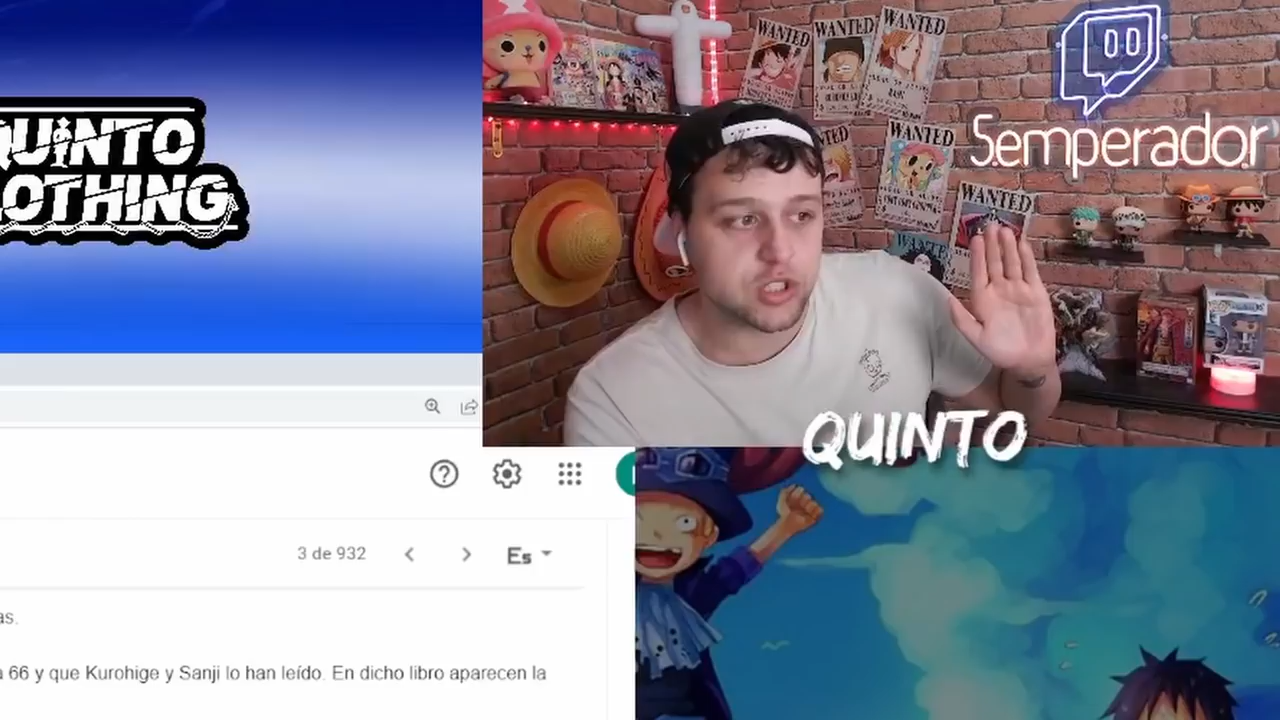 QUINTO
OTHING
WANTED
WANTED
WANTED
WANTED
WANTED
WANTED
Semperador
QUINTO
3 de 932
Es
as.
a 66 y que Kurohige y Sanji lo han leído. En dicho libro aparecen la